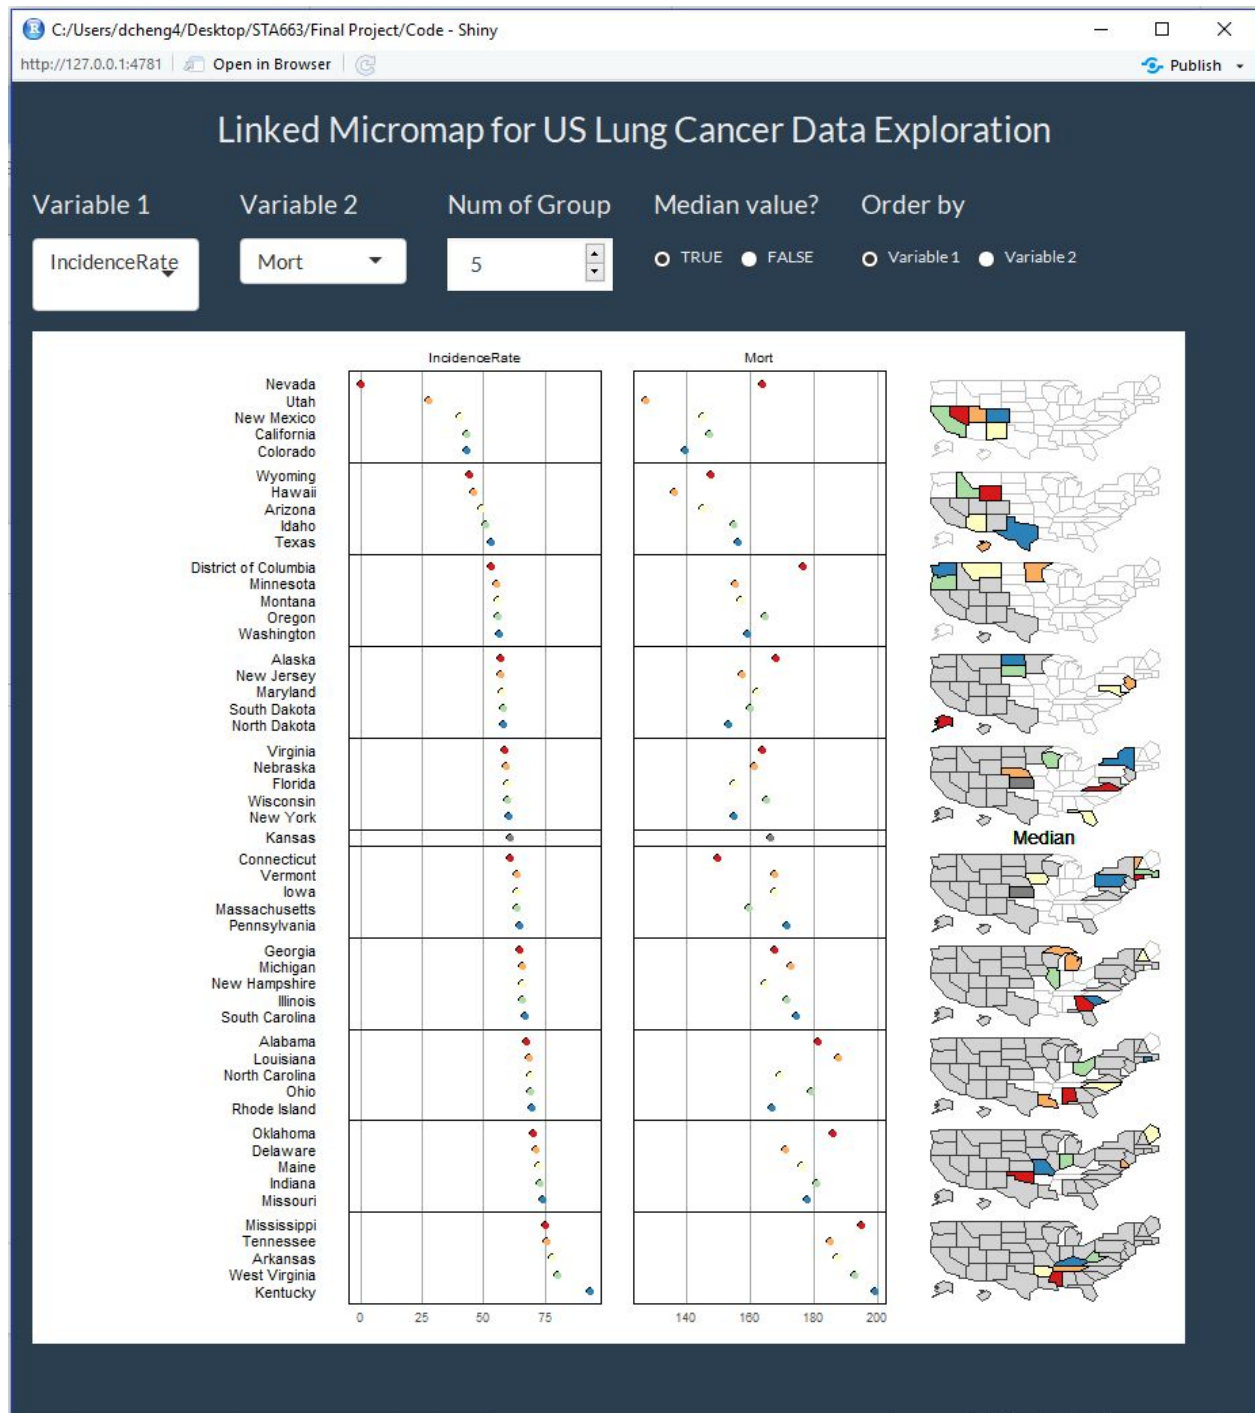 C:/Users/dcheng4/Desktop/STA663/Final Project/Code - Shiny
http://127.0.0.1:4781 Open in Browser Publish
Linked Micromap for US Lung Cancer Data Exploration
Variable 1 Variable 2 Num of Group Median value? Order by
IncidenceRate Mort 5 TRUE FALSE Variable 1 Variable 2
IncidenceRate Mort
Nevada
Utah
New Mexico
California
Colorado
Wyoming
Hawaii
Arizona
Idaho
Texas
District of Columbia
Minnesota
Montana
Oregon
Washington
Alaska
New Jersey
Maryland
South Dakota
North Dakota
Virginia
Nebraska
Florida
Wisconsin
New York
Kansas Median
Connecticut
Vermont
Iowa
Massachusetts
Pennsylvania
Georgia
Michigan
New Hampshire
Illinois
South Carolina
Alabama
Louisiana
North Carolina
Ohio
Rhode Island
Oklahoma
Delaware
Maine
Indiana
Missouri
Mississippi
Tennessee
Arkansas
West Virginia
Kentucky
0 25 50 75 140 160 180 200